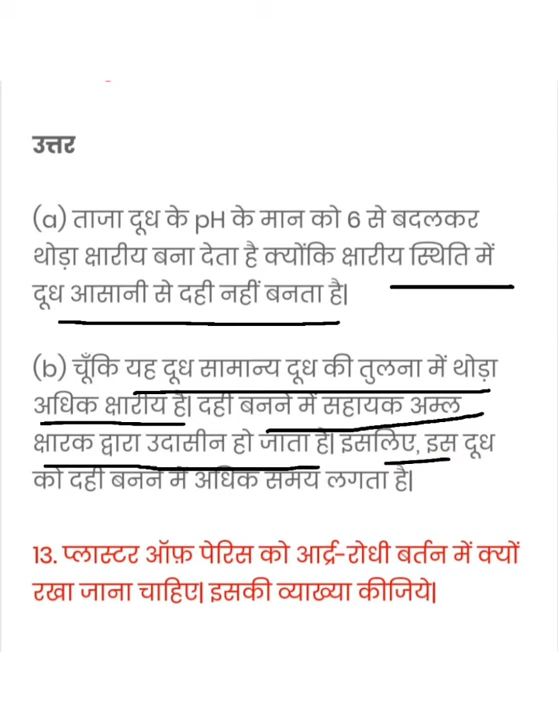 उत्तर
(a) ताजा दूध के pH के मान को 6 से बदलकर
थोड़ा क्षारीय बना देता है क्योंकि क्षारीय स्थिति में
दूध आसानी से दही नहीं बनता है|
(b) चूँकि यह दूध सामान्य दूध की तुलना में थोड़ा
अधिक क्षारीय है| दही बनने में सहायक अम्ल
क्षारक द्वारा उदासीन हो जाता है| इसलिए, इस दूध
को दही बनने में अधिक समय लगता है|
13. प्लास्टर ऑफ़ पेरिस को आर्द्र-रोधी बर्तन में क्यों
रखा जाना चाहिए| इसकी व्याख्या कीजिये|